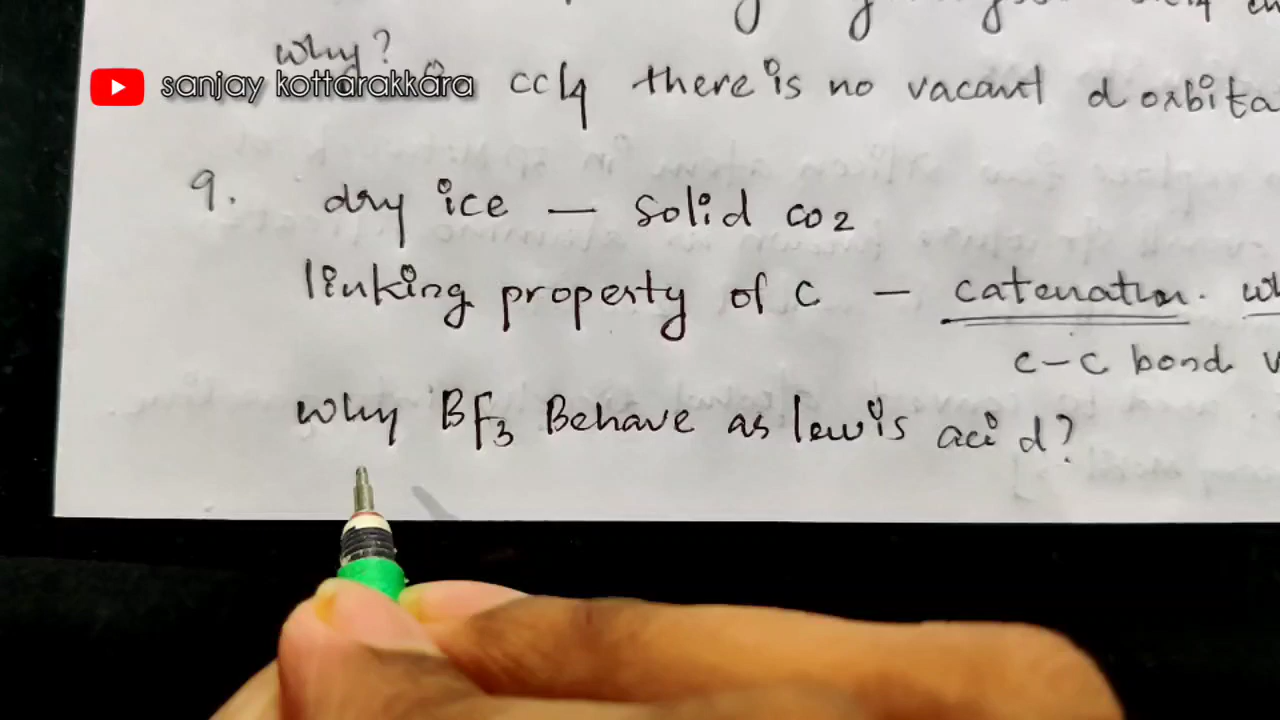 why?
sanjay kottarakkara
ccl4 there is no vacant d orbita
9. dry ice — solid co2
linking property of c — catenation. wh
c-c bond
why BF3 Behave as lewis acid?